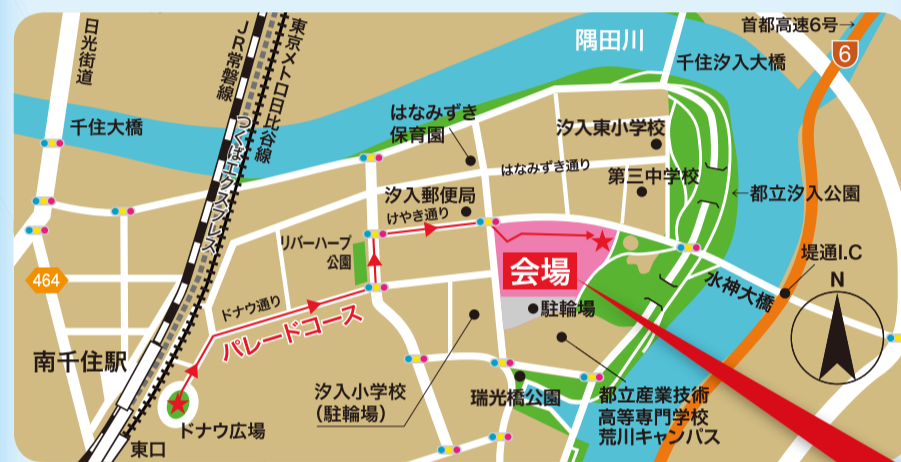 日光街道
千住大橋
JR常磐線
つくばエクスプレス
東京メトロ日比谷線
隅田川
首都高速6号→
6
千住汐入大橋
はなみずき
保育園
汐入東小学校
はなみずき通り
第三中学校
←都立汐入公園
汐入郵便局
けやき通り
リバーハープ
公園
464
会場
水神大橋
堤通I.C
N
駐輪場
ドナウ通り
パレードコース
南千住駅
汐入小学校
(駐輪場)
瑞光橋公園
都立産業技術
高等専門学校
荒川キャンパス
ドナウ広場
東口